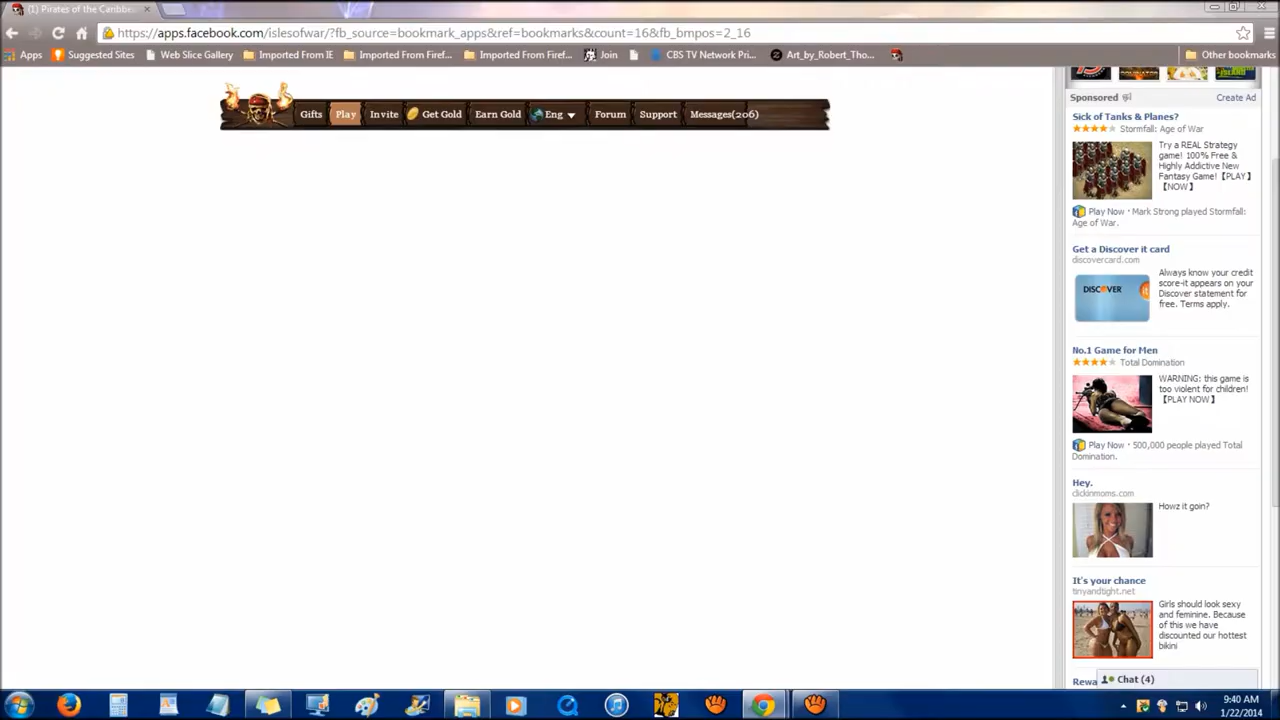 (1) Pirates of the Caribbe
https://apps.facebook.com/islesofwar/?fb_source=bookmark_apps&ref=bookmarks&count=16&fb_bmpos=2_16
Apps Suggested Sites Web Slice Gallery Imported From IE Imported From Firef... Imported From Firef... Join CBS TV Network Pri... Art_by_Robert_Tho... Other bookmarks
Gifts Play Invite Get Gold Earn Gold Eng Forum Support Messages(206)
Sponsored Create Ad
Sick of Tanks & Planes?
Stormfall: Age of War
Try a REAL Strategy
game! 100% Free &
Highly Addictive New
Fantasy Game!【PLAY】
【NOW】
Play Now · Mark Strong played Stormfall:
Age of War.
Get a Discover it card
discovercard.com
DISCOVER
Always know your credit
score-it appears on your
Discover statement for
free. Terms apply.
No.1 Game for Men
Total Domination
WARNING: this game is
too violent for children!
【PLAY NOW】
Play Now · 500,000 people played Total
Domination.
Hey.
clickinmoms.com
Howz it goin?
It's your chance
tinyandtight.net
Girls should look sexy
and feminine. Because
of this we have
discounted our hottest
bikini
Rewa
Chat (4)
9:40 AM
1/22/2014